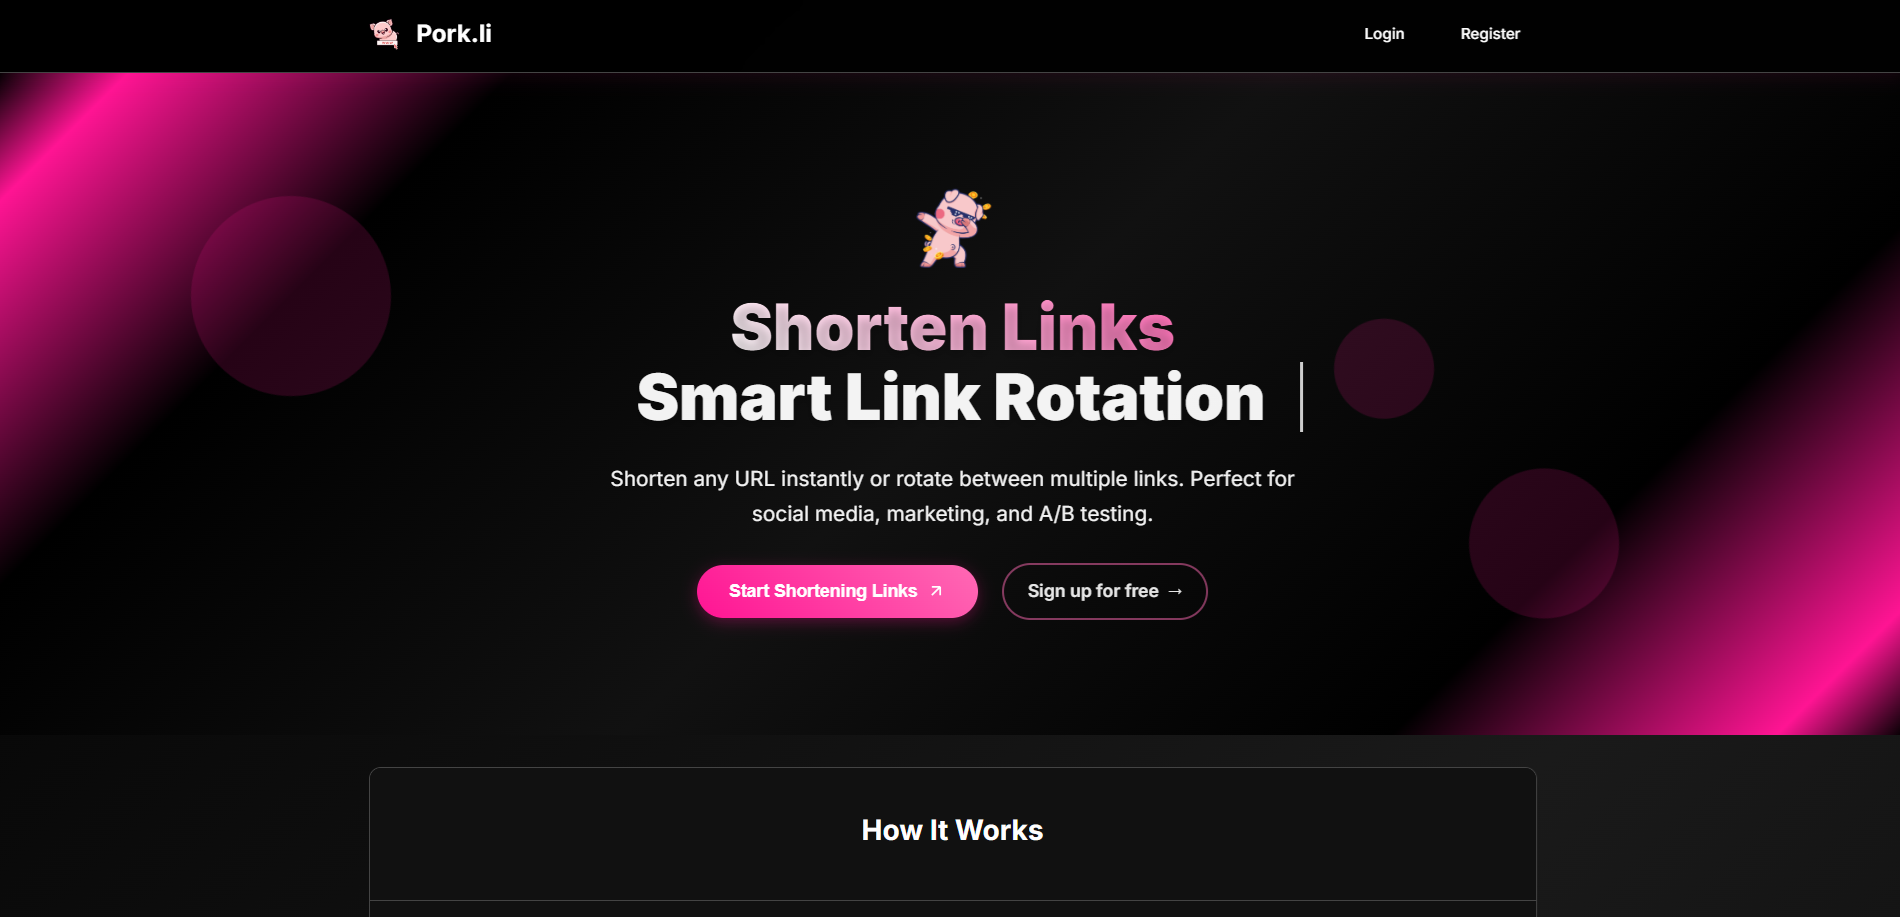 Pork.li
Login
Register
Shorten Links
Smart Link Rotation
Shorten any URL instantly or rotate between multiple links. Perfect for
social media, marketing, and A/B testing.
Start Shortening Links ↗
Sign up for free →
How It Works